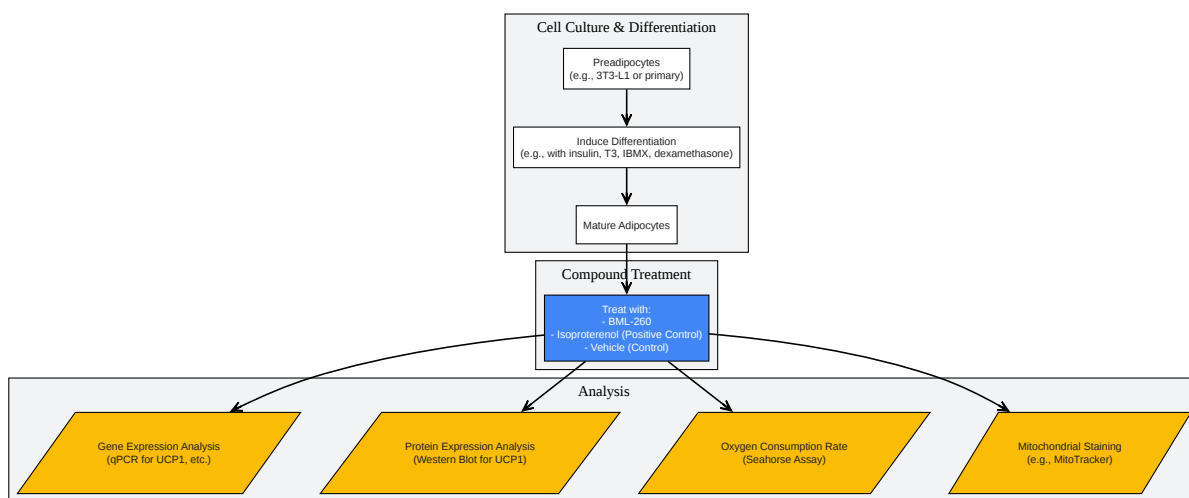 Cell Culture & Differentiation
Preadipocytes
(e.g., 3T3-L1 or primary)
Induce Differentiation
(e.g., with insulin, T3, IBMX, dexamethasone)
Mature Adipocytes
Compound Treatment
Treat with:
- BML-260
- Isoproterenol (Positive Control)
- Vehicle (Control)
Analysis
Gene Expression Analysis
(qPCR for UCP1, etc.)
Protein Expression Analysis
(Western Blot for UCP1)
Oxygen Consumption Rate
(Seahorse Assay)
Mitochondrial Staining
(e.g., MitoTracker)